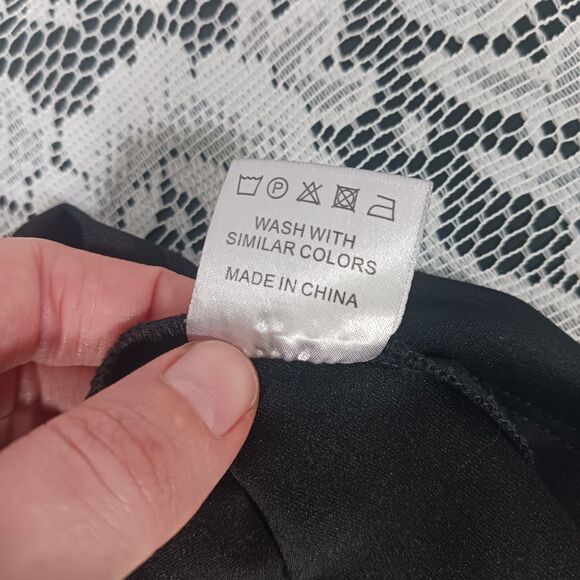 P
WASH WITH
SIMILAR COLORS
MADE IN CHINA